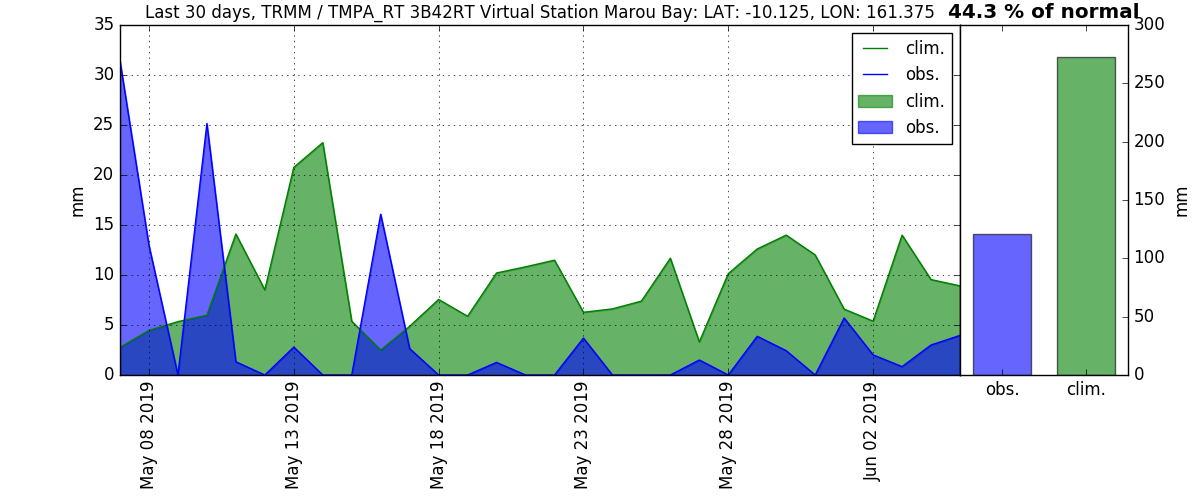 Last 30 days, TRMM / TMPA_RT 3B42RT Virtual Station Marou Bay: LAT: -10.125, LON: 161.375
44.3 % of normal
35
30
25
20
15
10
5
0
mm
clim.
obs.
clim.
obs.
May 08 2019
May 13 2019
May 18 2019
May 23 2019
May 28 2019
Jun 02 2019
300
250
200
150
100
50
0
mm
obs.
clim.